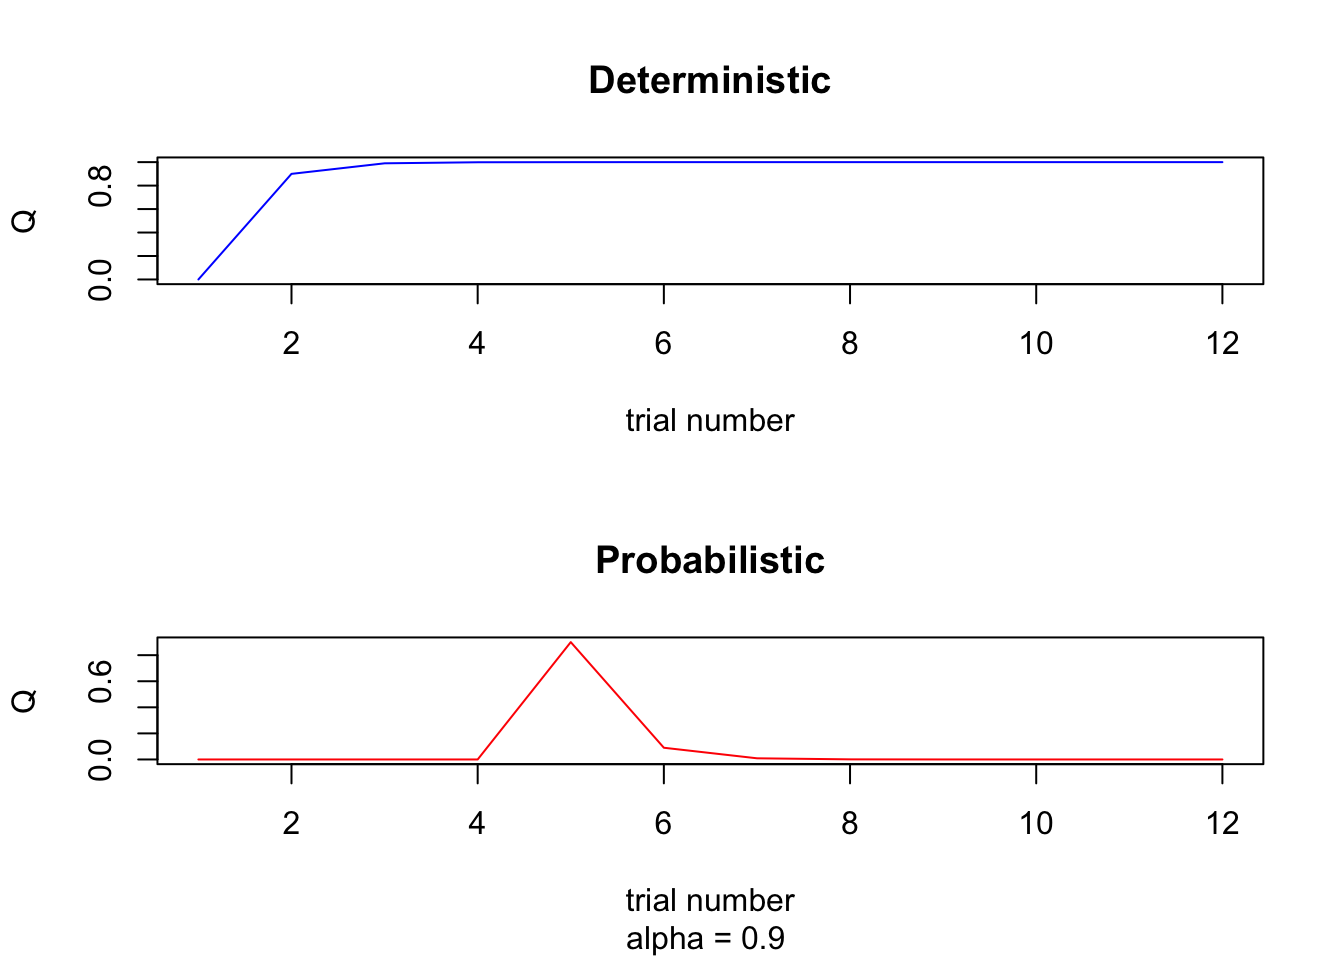 Deterministic
Q
0.8
0.0
2 4 6 8 10 12
trial number
Probabilistic
Q
0.6
0.0
2 4 6 8 10 12
trial number
alpha = 0.9